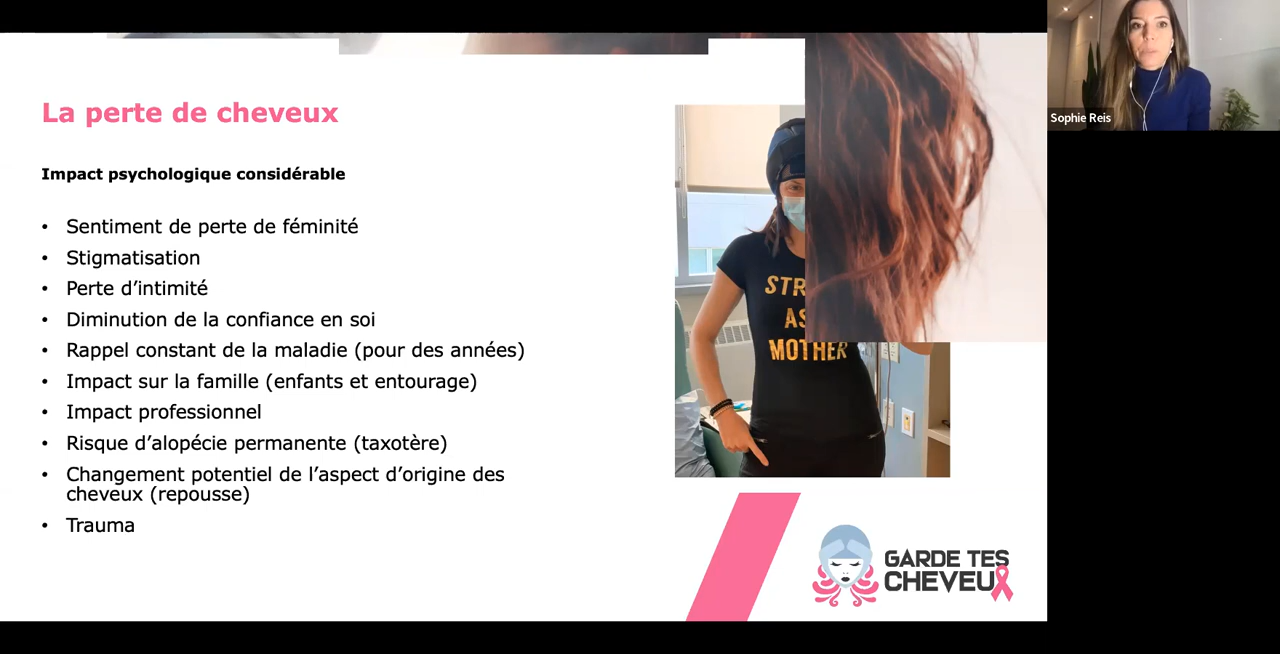 Sophie Reis
La perte de cheveux
Impact psychologique considérable
• Sentiment de perte de féminité
• Stigmatisation
• Perte d’intimité
• Diminution de la confiance en soi
• Rappel constant de la maladie (pour des années)
• Impact sur la famille (enfants et entourage)
• Impact professionnel
• Risque d’alopécie permanente (taxotère)
• Changement potentiel de l’aspect d’origine des
cheveux (repousse)
• Trauma
STR
AS
MOTHER
GARDE TES
CHEVEUX